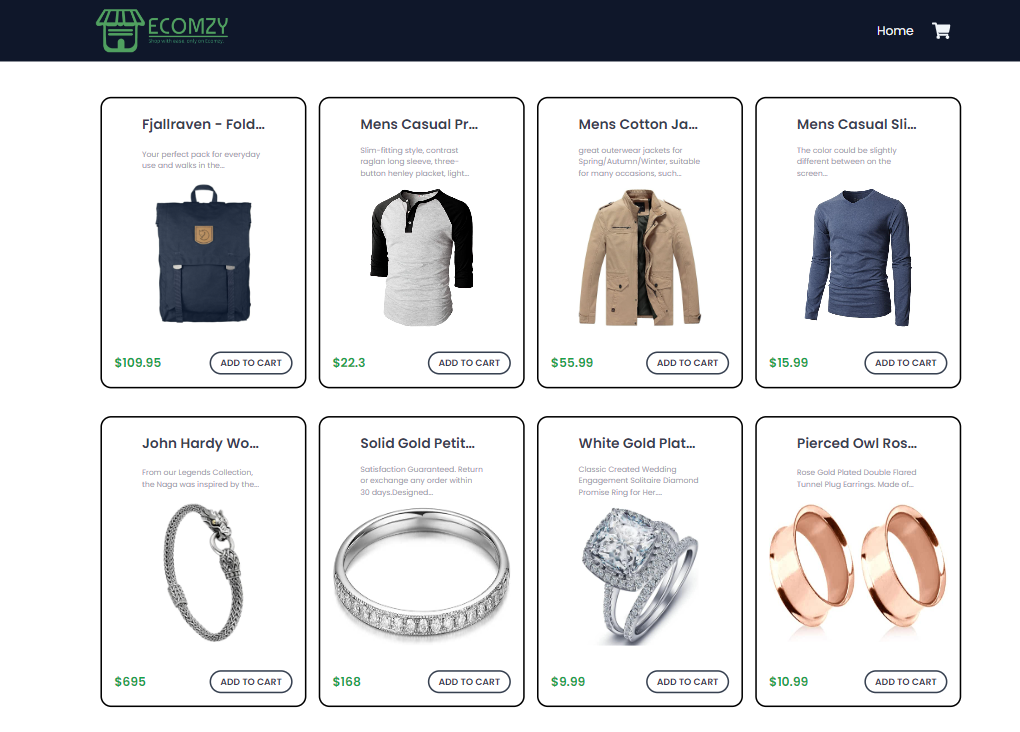 ECOMZY
Shop with ease, only on Ecomzy.
Home
Fjallraven - Fold...
Your perfect pack for everyday
use and walks in the...
$109.95
ADD TO CART
Mens Casual Pr...
Slim-fitting style, contrast
raglan long sleeve, three-
button henley placket, light...
$22.3
ADD TO CART
Mens Cotton Ja...
great outerwear jackets for
Spring/Autumn/Winter, suitable
for many occasions, such...
$55.99
ADD TO CART
Mens Casual Sli...
The color could be slightly
different between on the
screen...
$15.99
ADD TO CART
John Hardy Wo...
From our Legends Collection,
the Naga was inspired by the...
$695
ADD TO CART
Solid Gold Petit...
Satisfaction Guaranteed. Return
or exchange any order within
30 days.Designed...
$168
ADD TO CART
White Gold Plat...
Classic Created Wedding
Engagement Solitaire Diamond
Promise Ring for Her....
$9.99
ADD TO CART
Pierced Owl Ros...
Rose Gold Plated Double Flared
Tunnel Plug Earrings. Made of...
$10.99
ADD TO CART